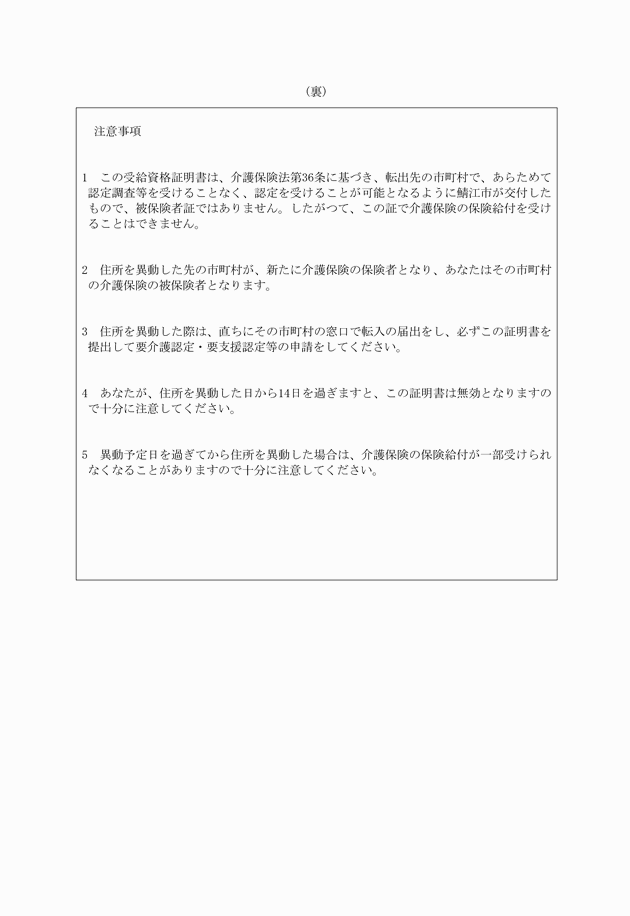 （裏）
注意事項
1　この受給資格証明書は、介護保険法第36条に基づき、転出先の市町村で、あらためて
認定調査等を受けることなく、認定を受けることが可能となるように鯖江市が交付した
もので、被保険者証ではありません。したがつて、この証で介護保険の保険給付を受け
ることはできません。
2　住所を異動した先の市町村が、新たに介護保険の保険者となり、あなたはその市町村
の介護保険の被保険者となります。
3　住所を異動した際は、直ちにその市町村の窓口で転入の届出をし、必ずこの証明書を
提出して要介護認定・要支援認定等の申請をしてください。
4　あなたが、住所を異動した日から14日を過ぎますと、この証明書は無効となりますの
で十分に注意してください。
5　異動予定日を過ぎてから住所を異動した場合は、介護保険の保険給付が一部受けられ
なくなることがありますので十分に注意してください。